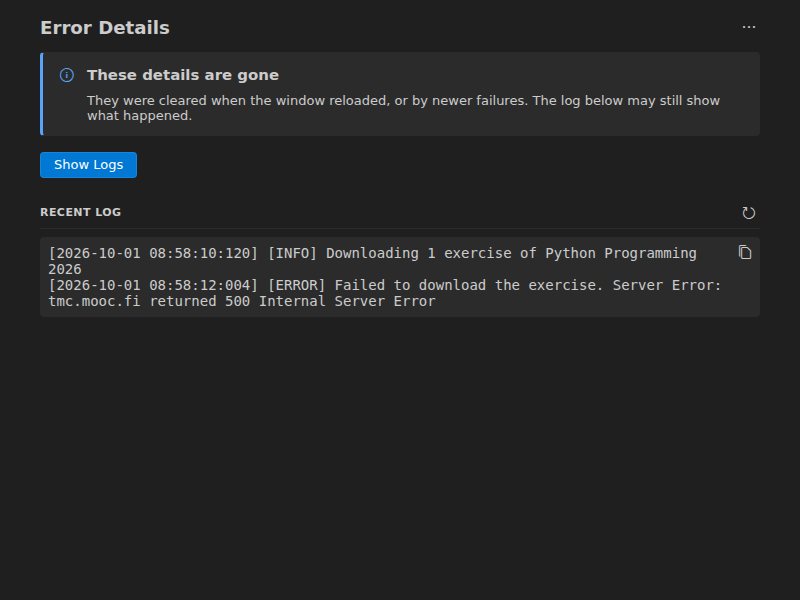 Error Details
These details are gone
They were cleared when the window reloaded, or by newer failures. The log below may still show
what happened.
Show Logs
RECENT LOG
[2026-10-01 08:58:10:120] [INFO] Downloading 1 exercise of Python Programming
2026
[2026-10-01 08:58:12:004] [ERROR] Failed to download the exercise. Server Error:
tmc.mooc.fi returned 500 Internal Server Error